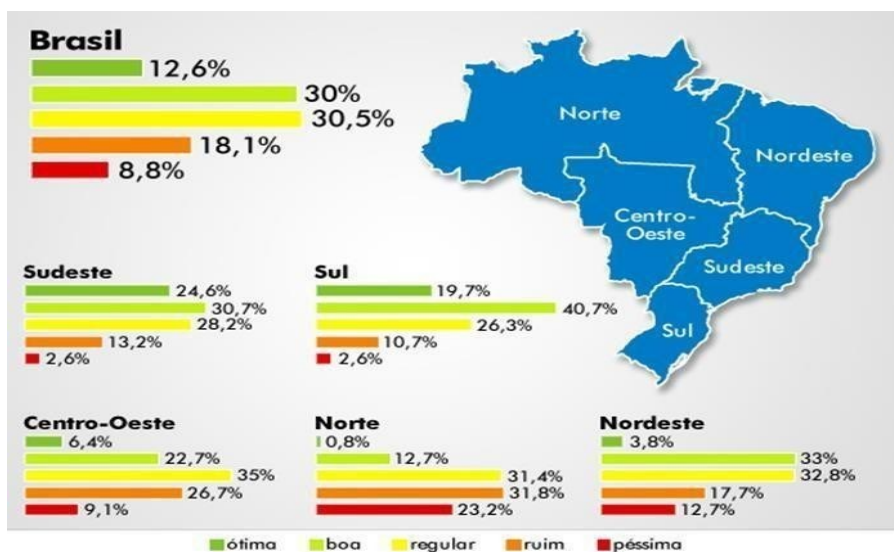 Brasil
12,6%
30%
30,5%
18,1%
8,8%
Norte
Nordeste
Centro-
Oeste
Sudeste
Sul
Sudeste
24,6%
30,7%
28,2%
13,2%
2,6%
Sul
19,7%
40,7%
26,3%
10,7%
2,6%
Centro-Oeste
6,4%
22,7%
35%
26,7%
9,1%
Norte
0,8%
12,7%
31,4%
31,8%
23,2%
Nordeste
3,8%
33%
32,8%
17,7%
12,7%
ótima boa regular ruim péssima